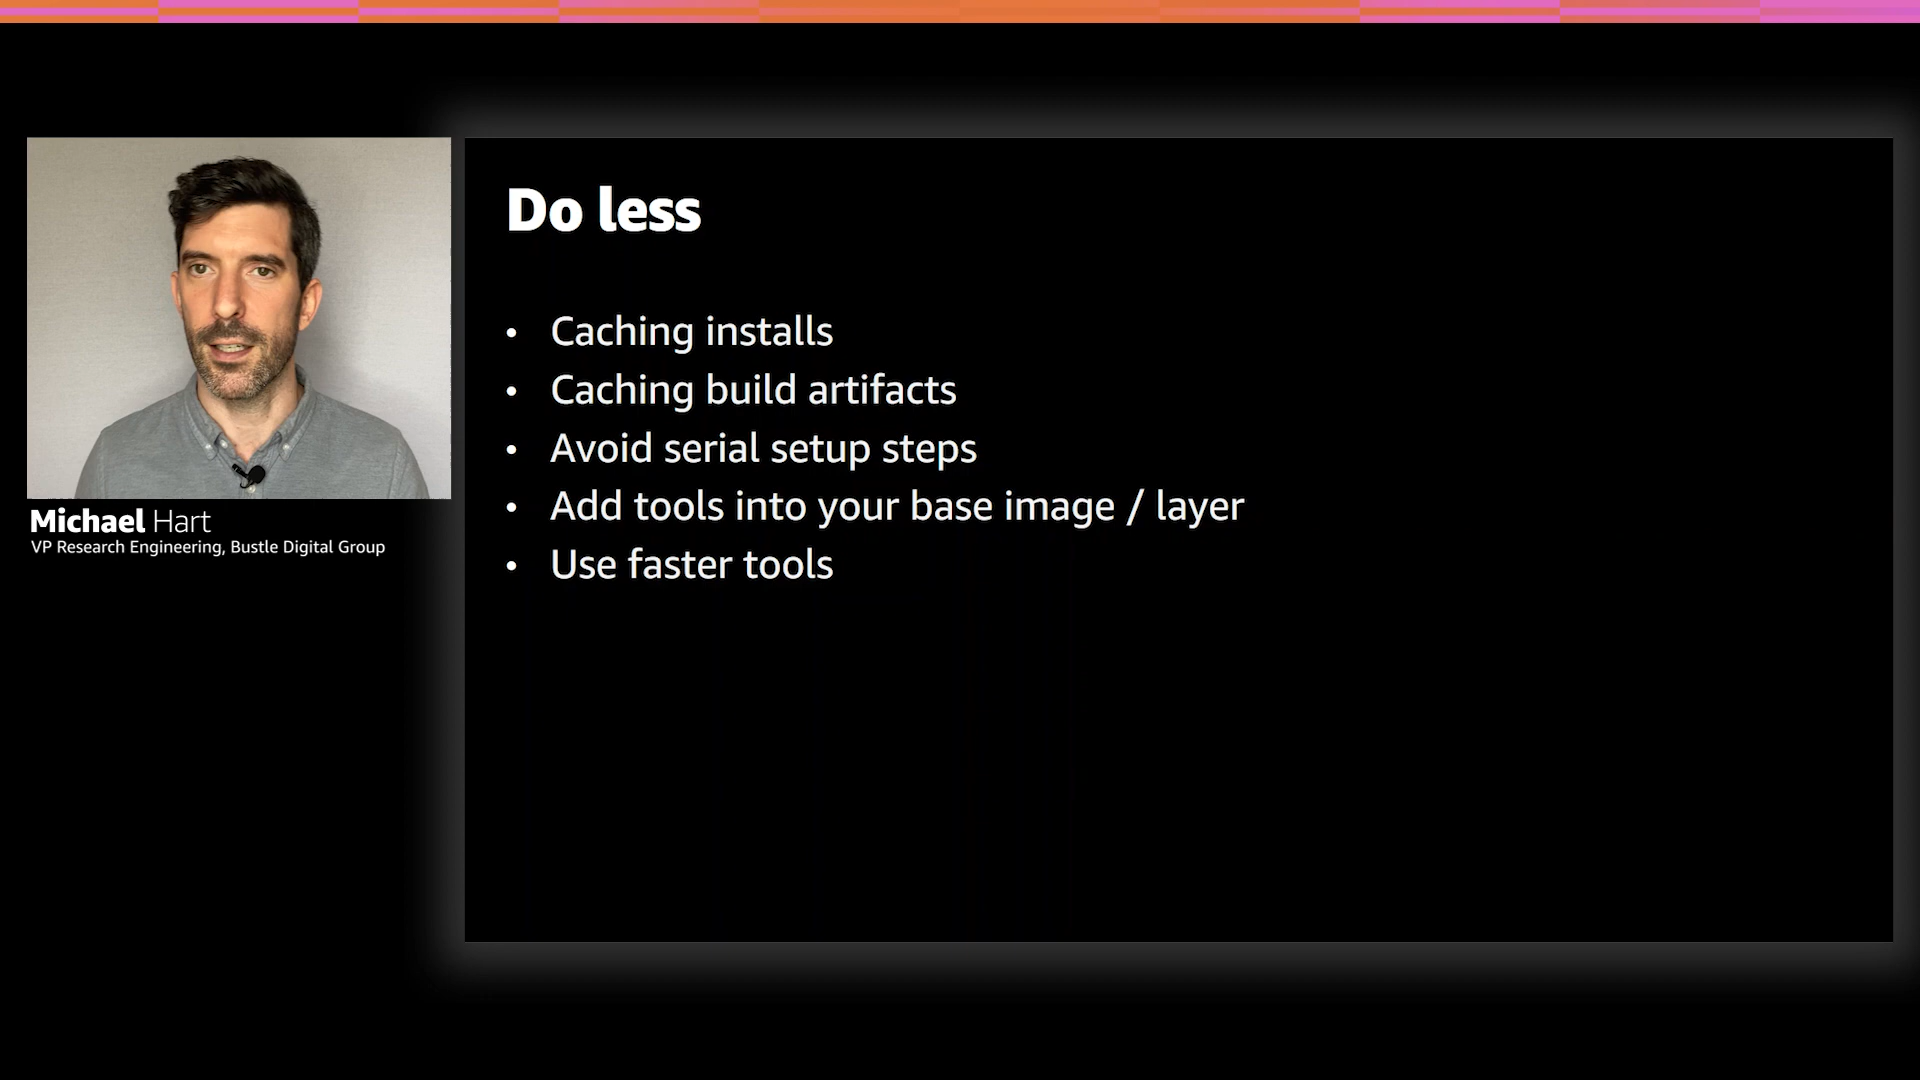 Do less
• Caching installs
• Caching build artifacts
• Avoid serial setup steps
• Add tools into your base image / layer
• Use faster tools
Michael Hart
VP Research Engineering, Bustle Digital Group